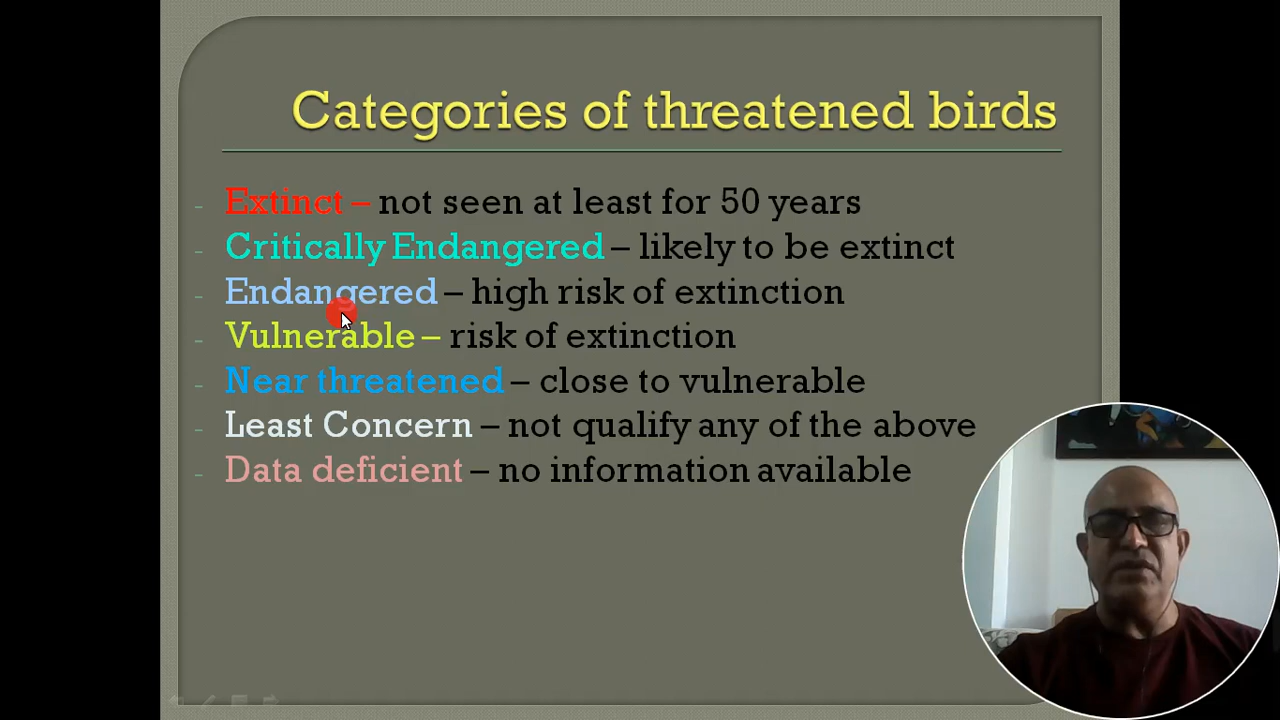 Categories of threatened birds
- Extinct – not seen at least for 50 years
- Critically Endangered – likely to be extinct
- Endangered – high risk of extinction
- Vulnerable – risk of extinction
- Near threatened – close to vulnerable
- Least Concern – not qualify any of the above
- Data deficient – no information available